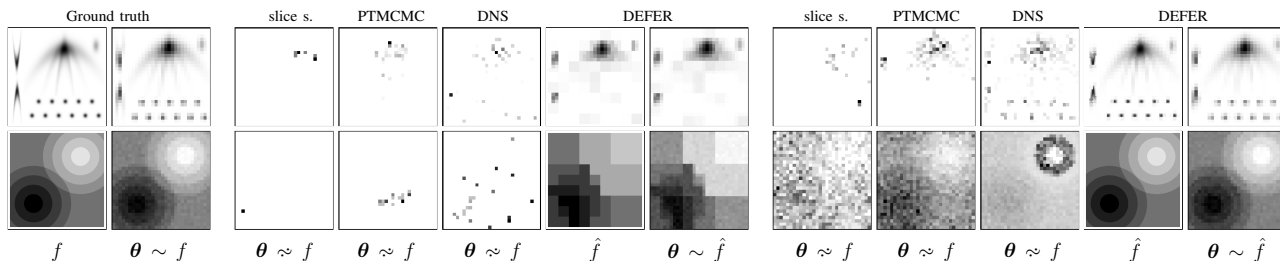 Ground truth slice s. PTMCMC DNS DEFER slice s. PTMCMC DNS DEFER
f θ ∼ f θ ∼̇ f θ ∼̇ f θ ∼̇ f f̂ θ ∼ f̂ θ ∼̇ f θ ∼̇ f θ ∼̇ f f̂ θ ∼ f̂